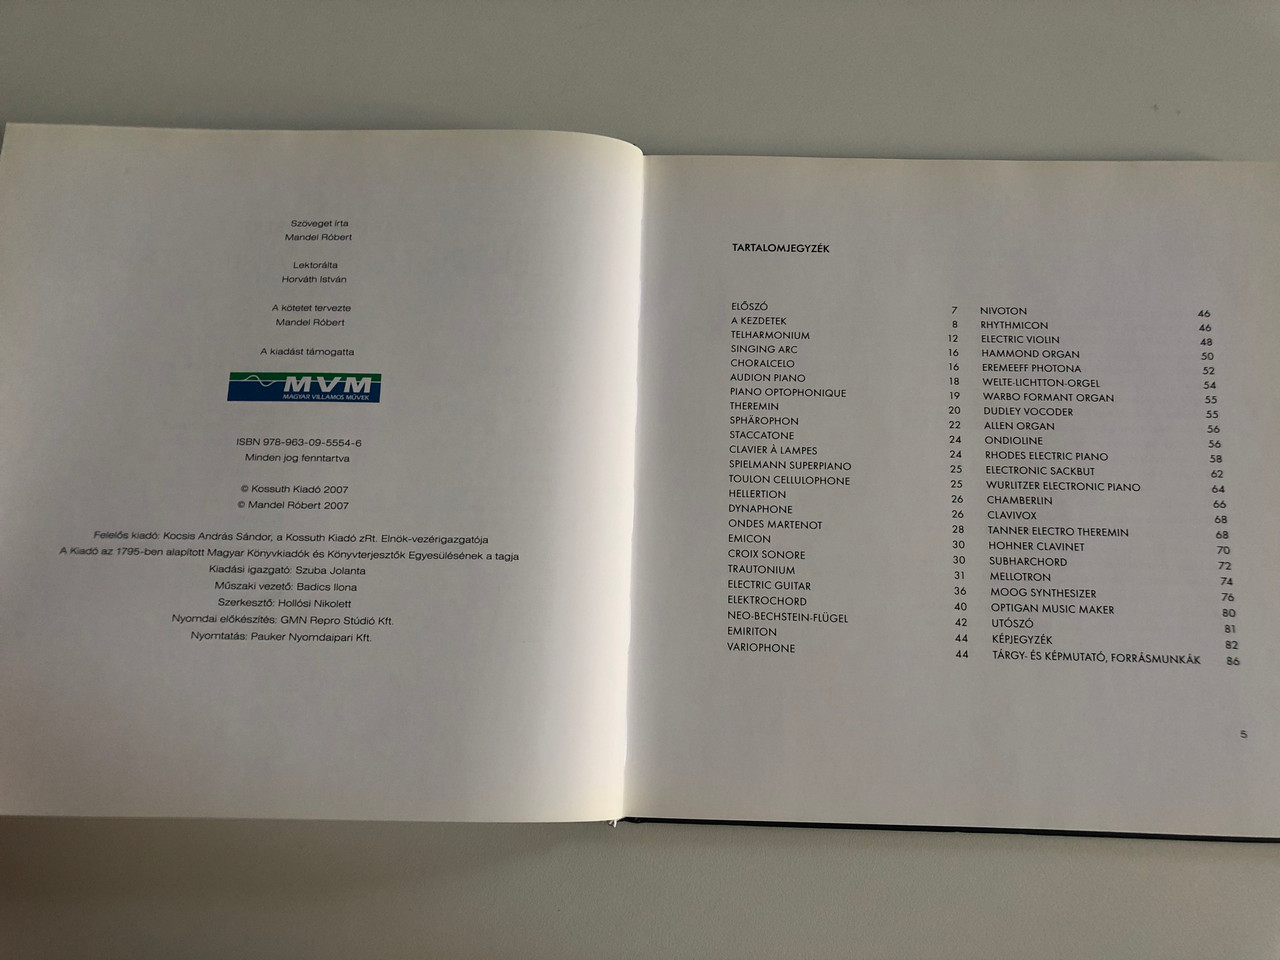 Szöveget írta
Mandel Róbert
Lektorálta
Horváth István
A kötetet tervezte
Mandel Róbert
A kiadást támogatta
MVM
MAGYAR VILLAMOS MŰVEK
ISBN 978-963-09-5554-6
Minden jog fenntartva
© Kossuth Kiadó 2007
© Mandel Róbert 2007
Felelős kiadó: Kocsis András Sándor, a Kossuth Kiadó zRt. Elnök-vezérigazgatója
A Kiadó az 1795-ben alapított Magyar Könyvkiadók és Könyvterjesztők Egyesülésének a tagja
Kiadási igazgató: Szuba Jolanta
Műszaki vezető: Badics Ilona
Szerkesztő: Hollósi Nikolett
Nyomdai előkészítés: GMN Repro Stúdió Kft.
Nyomtatás: Pauker Nyomdaipari Kft.
TARTALOMJEGYZÉK
ELŐSZÓ 7
A KEZDETEK 8
TELHARMONIUM 12
SINGING ARC 16
CHORALCELO 16
AUDION PIANO 18
PIANO OPTOPHONIQUE 19
THEREMIN 20
SPHÄROPHON 22
STACCATONE 24
CLAVIER À LAMPES 24
SPIELMANN SUPERPIANO 25
TOULON CELLULOPHONE 25
HELLERTION 26
DYNAPHONE 26
ONDES MARTENOT 28
EMICON 30
CROIX SONORE 30
TRAUTONIUM 31
ELECTRIC GUITAR 36
ELEKTROCHORD 40
NEO-BECHSTEIN-FLÜGEL 42
EMIRITON 44
VARIOPHONE 44
NIVOTON 46
RHYTHMICON 46
ELECTRIC VIOLIN 48
HAMMOND ORGAN 50
EREMEEFF PHOTONA 52
WELTE-LICHTTON-ORGEL 54
WARBO FORMANT ORGAN 55
DUDLEY VOCODER 55
ALLEN ORGAN 56
ONDIOLINE 56
RHODES ELECTRIC PIANO 58
ELECTRONIC SACKBUT 62
WURLITZER ELECTRONIC PIANO 64
CHAMBERLIN 66
CLAVIVOX 68
TANNER ELECTRO THEREMIN 68
HOHNER CLAVINET 70
SUBHARCHORD 72
MELLOTRON 74
MOOG SYNTHESIZER 76
OPTIGAN MUSIC MAKER 80
UTÓSZÓ 81
KÉPJEGYZÉK 82
TÁRGY- ÉS KÉPMUTATÓ, FORRÁSMUNKÁK 86
5